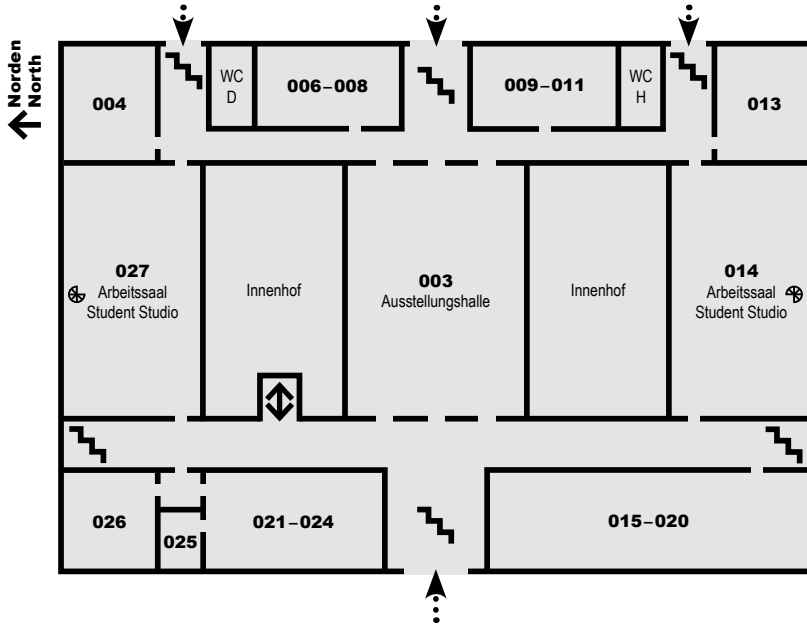 Norden
North
004
WC
D
006–008
009–011
WC
H
013
027
Arbeitssaal
Student Studio
Innenhof
003
Ausstellungshalle
Innenhof
014
Arbeitssaal
Student Studio
026
025
021–024
015–020